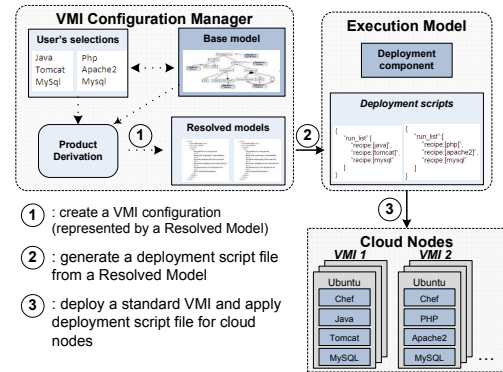 VMI Configuration Manager
User's selections
Java Php
Tomcat Apache2
MySql Mysql
Base model
Product
Derivation
1
Resolved models
2
Execution Model
Deployment
component
Deployment scripts
{
"run_list":[
"recipe:[java]",
"recipe:[tomcat]",
"recipe:[mysql"
]
}
{
"run_list":[
"recipe:[php]",
"recipe:[apache2]",
"recipe:[mysql"
]
}
3
1 : create a VMI configuration
(represented by a Resolved Model)
2 : generate a deployment script file
from a Resolved Model
3 : deploy a standard VMI and apply
deployment script file for cloud
nodes
Cloud Nodes
VMI 1 VMI 2
Ubuntu
Chef
Java
Tomcat
MySQL
Ubuntu
Chef
PHP
Apache2
MySQL
...